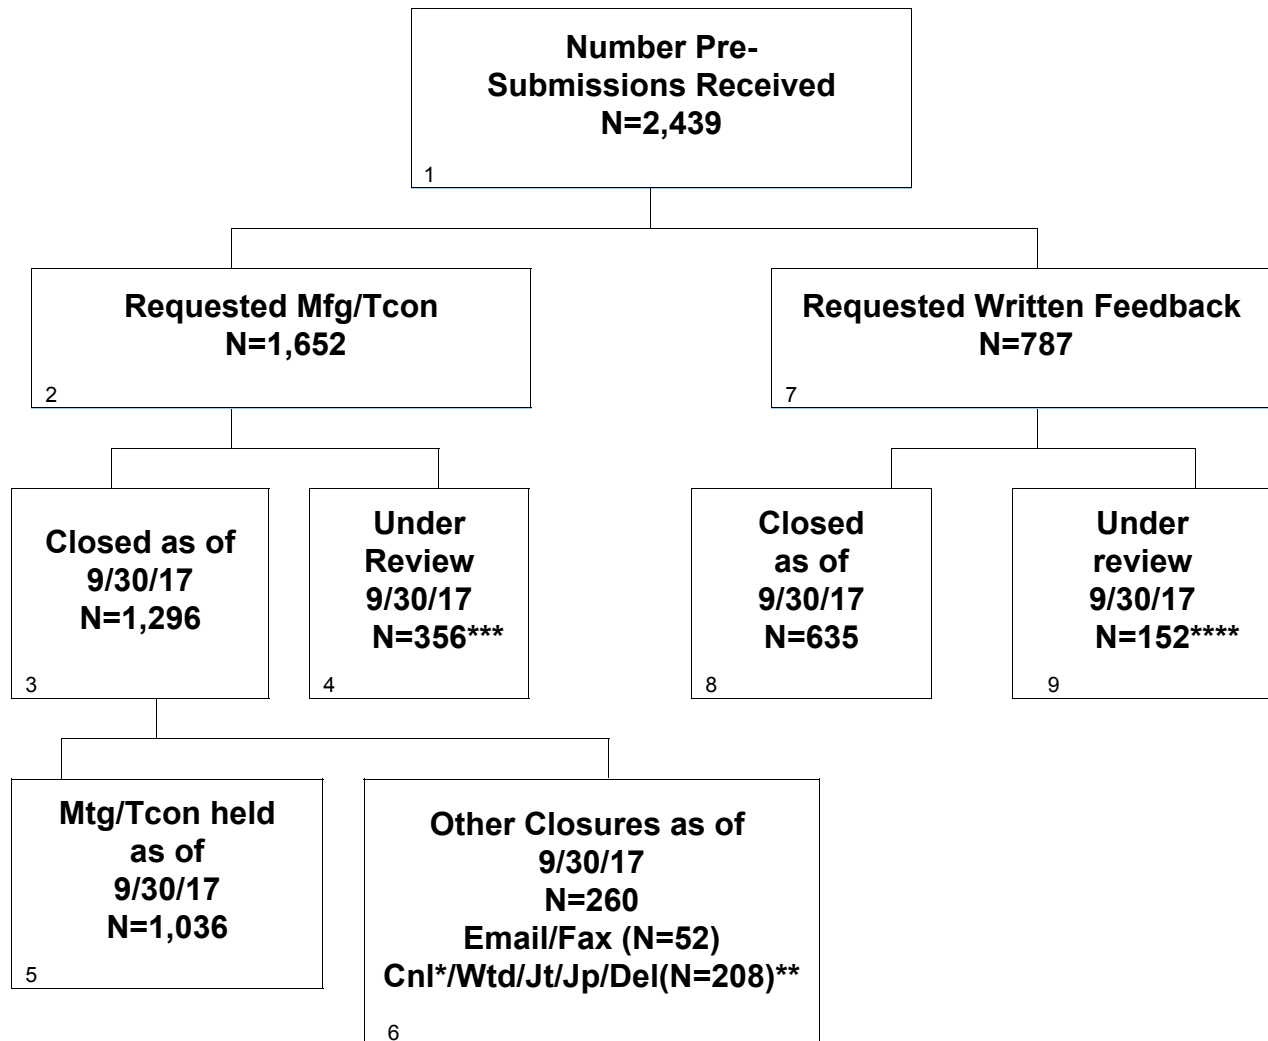 Number Pre-
Submissions Received
N=2,439
1
Requested Mfg/Tcon
N=1,652
2
Requested Written Feedback
N=787
7
Closed as of
9/30/17
N=1,296
3
Under
Review
9/30/17
N=356***
4
Closed
as of
9/30/17
N=635
8
Under
review
9/30/17
N=152****
9
Mtg/Tcon held
as of
9/30/17
N=1,036
5
Other Closures as of
9/30/17
N=260
Email/Fax (N=52)
Cnl*/Wtd/Jt/Jp/Del(N=208)**
6